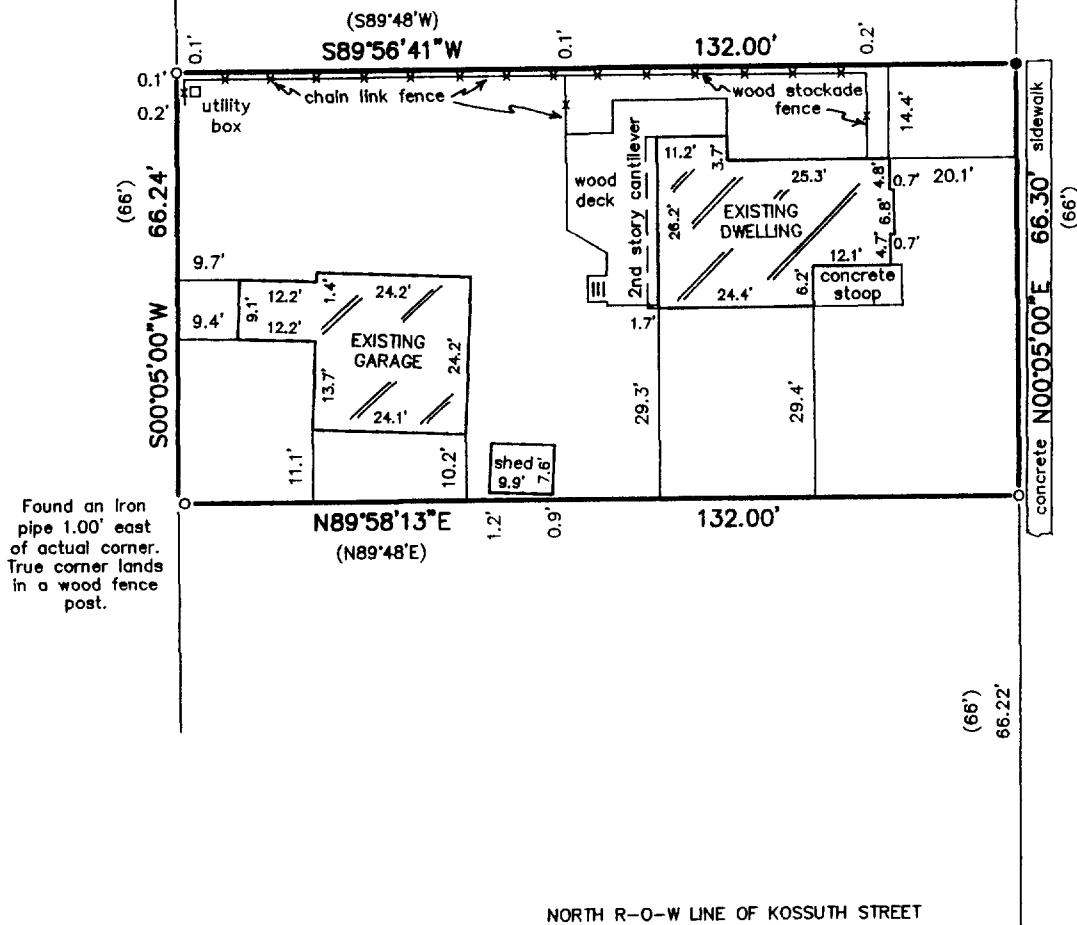 (S89°48'W)
S89°56'41"W
132.00'
0.1'
0.1'
0.2'
0.1'
0.2'
utility
box
chain link fence
wood stockade
fence
14.4'
sidewalk
(66')
66.24'
S00°05'00"W
wood
deck
2nd story cantilever
11.2'
3.7'
25.3'
4.8'
0.7'
20.1'
6.8'
26.2'
EXISTING
DWELLING
4.7'
0.7'
12.1'
6.2'
concrete
stoop
24.4'
1.7'
66.30'
(66')
N00°05'00"E
concrete
9.7'
9.4'
9.1'
12.2'
12.2'
1.4'
24.2'
EXISTING
GARAGE
24.2'
13.7'
24.1'
29.3'
29.4'
11.1'
10.2'
shed
9.9'
7.6'
Found an Iron
pipe 1.00' east
of actual corner.
True corner lands
in a wood fence
post.
N89°58'13"E
(N89°48'E)
1.2'
0.9'
132.00'
(66')
66.22'
NORTH R-O-W LINE OF KOSSUTH STREET